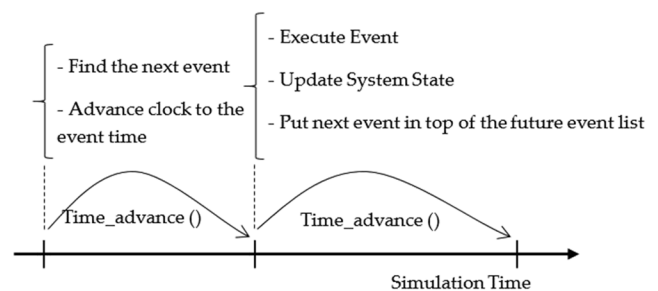 - Find the next event
- Advance clock to the
event time
- Execute Event
- Update System State
- Put next event in top of the future event list
Time_advance ()
Time_advance ()
Simulation Time